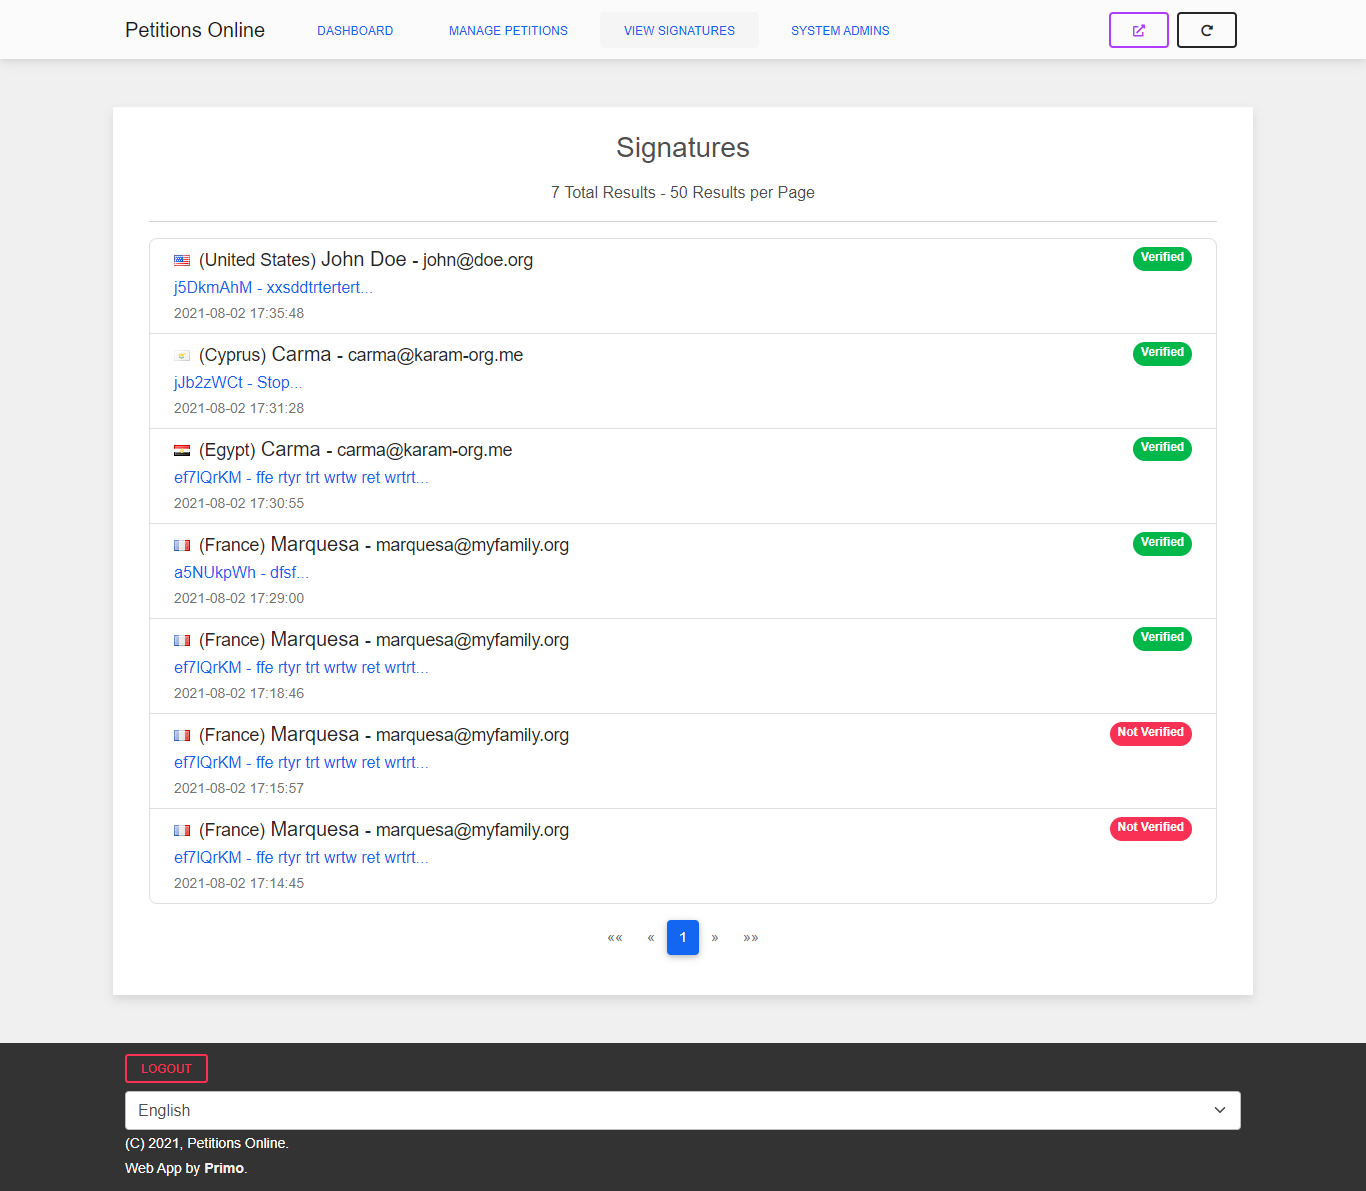 Petitions Online DASHBOARD MANAGE PETITIONS VIEW SIGNATURES SYSTEM ADMINS
Signatures
7 Total Results - 50 Results per Page
(United States) John Doe - john@doe.org Verified
j5DkmAhM - xxsddtrtertert...
2021-08-02 17:35:48
(Cyprus) Carma - carma@karam-org.me Verified
jJb2zWCt - Stop...
2021-08-02 17:31:28
(Egypt) Carma - carma@karam-org.me Verified
ef7lQrKM - ffe rtyr trt wrtw ret wrtrt...
2021-08-02 17:30:55
(France) Marquesa - marquesa@myfamily.org Verified
a5NUkpWh - dfsf...
2021-08-02 17:29:00
(France) Marquesa - marquesa@myfamily.org Verified
ef7lQrKM - ffe rtyr trt wrtw ret wrtrt...
2021-08-02 17:18:46
(France) Marquesa - marquesa@myfamily.org Not Verified
ef7lQrKM - ffe rtyr trt wrtw ret wrtrt...
2021-08-02 17:15:57
(France) Marquesa - marquesa@myfamily.org Not Verified
ef7lQrKM - ffe rtyr trt wrtw ret wrtrt...
2021-08-02 17:14:45
«« « 1 » »»
LOGOUT
English
(C) 2021, Petitions Online.
Web App by Primo.